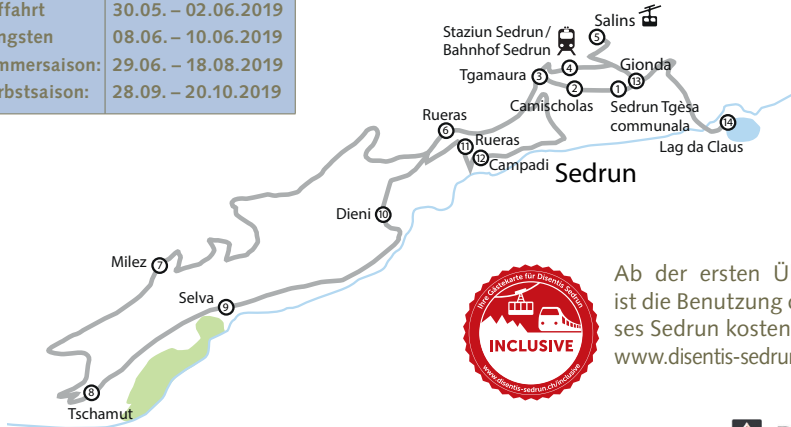 30.05. – 02.06.2019
08.06. – 10.06.2019
29.06. – 18.08.2019
28.09. – 20.10.2019
Salins
5
Staziun Sedrun /
Bahnhof Sedrun
4
Gionda
13
Tgamaura
3
2
1
Camischolas
Sedrun Tgèsa
communala
14
Lag da Claus
Rueras
6
11
Rueras
12
Campadi
Sedrun
Dieni
10
Milez
7
Selva
9
8
Tschamut
Ihre Gästekarte für Disentis Sedrun
INCLUSIVE
www.disentis-sedrun.ch/inclusive
Ab der ersten Ü
ist die Benutzung
ses Sedrun kosten
www.disentis-sedrun